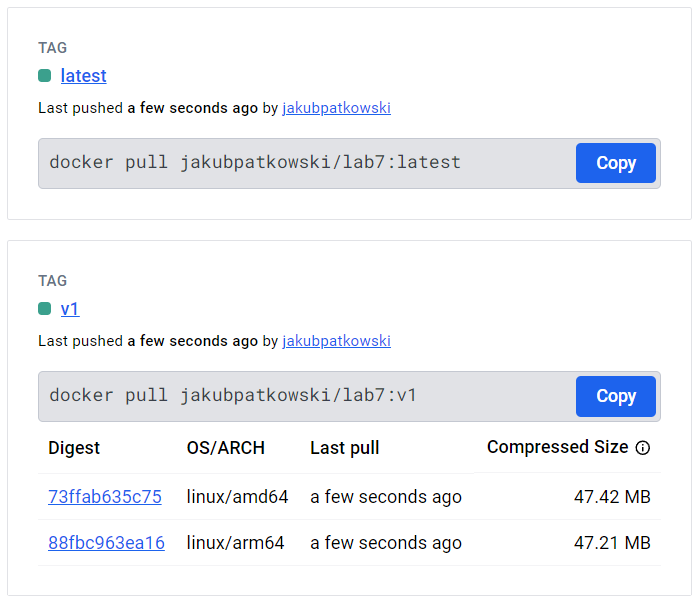 TAG
latest
Last pushed a few seconds ago by jakubpatkowski
docker pull jakubpatkowski/lab7:latest Copy
TAG
v1
Last pushed a few seconds ago by jakubpatkowski
docker pull jakubpatkowski/lab7:v1 Copy
Digest OS/ARCH Last pull Compressed Size
73ffab635c75 linux/amd64 a few seconds ago 47.42 MB
88fbc963ea16 linux/arm64 a few seconds ago 47.21 MB